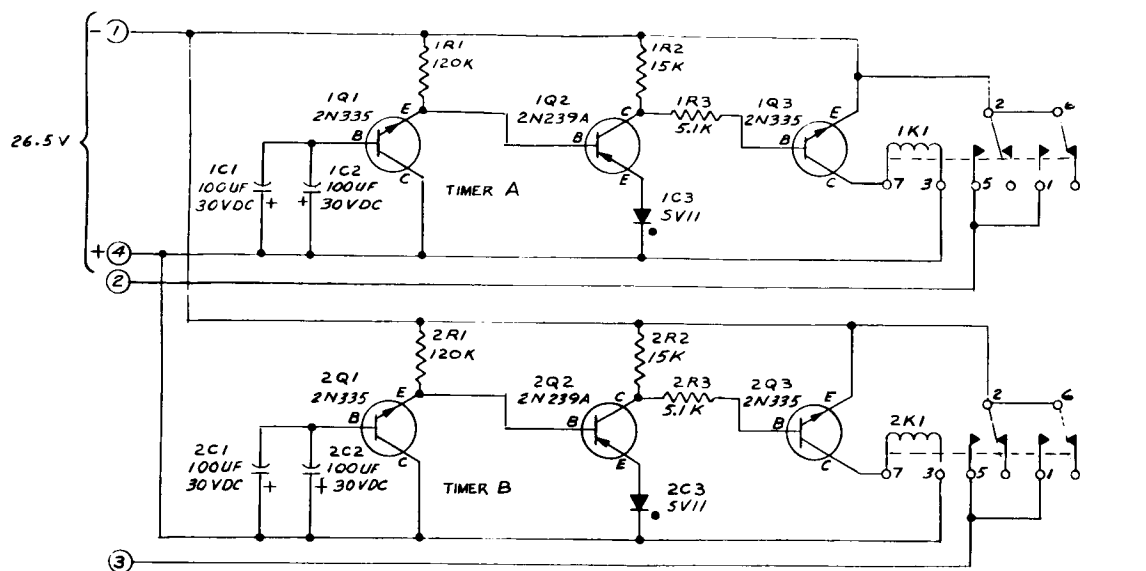 - 1
26.5V
+ 4
2
1R1
120K
1R2
15K
1Q1
2N335
E
B
C
1Q2
2N239A
C
B
E
1R3
5.1K
1Q3
2N335
E
B
C
2
6
1K1
7
3
5
1
1C1
100UF
30VDC
+
1C2
100UF
30VDC
+
TIMER A
1C3
5V11
2R1
120K
2R2
15K
2Q1
2N335
E
B
C
2Q2
2N239A
C
B
E
2R3
5.1K
2Q3
2N335
E
B
C
2
6
2K1
7
3
5
1
2C1
100UF
30VDC
+
2C2
100UF
30VDC
+
TIMER B
2C3
5V11
3